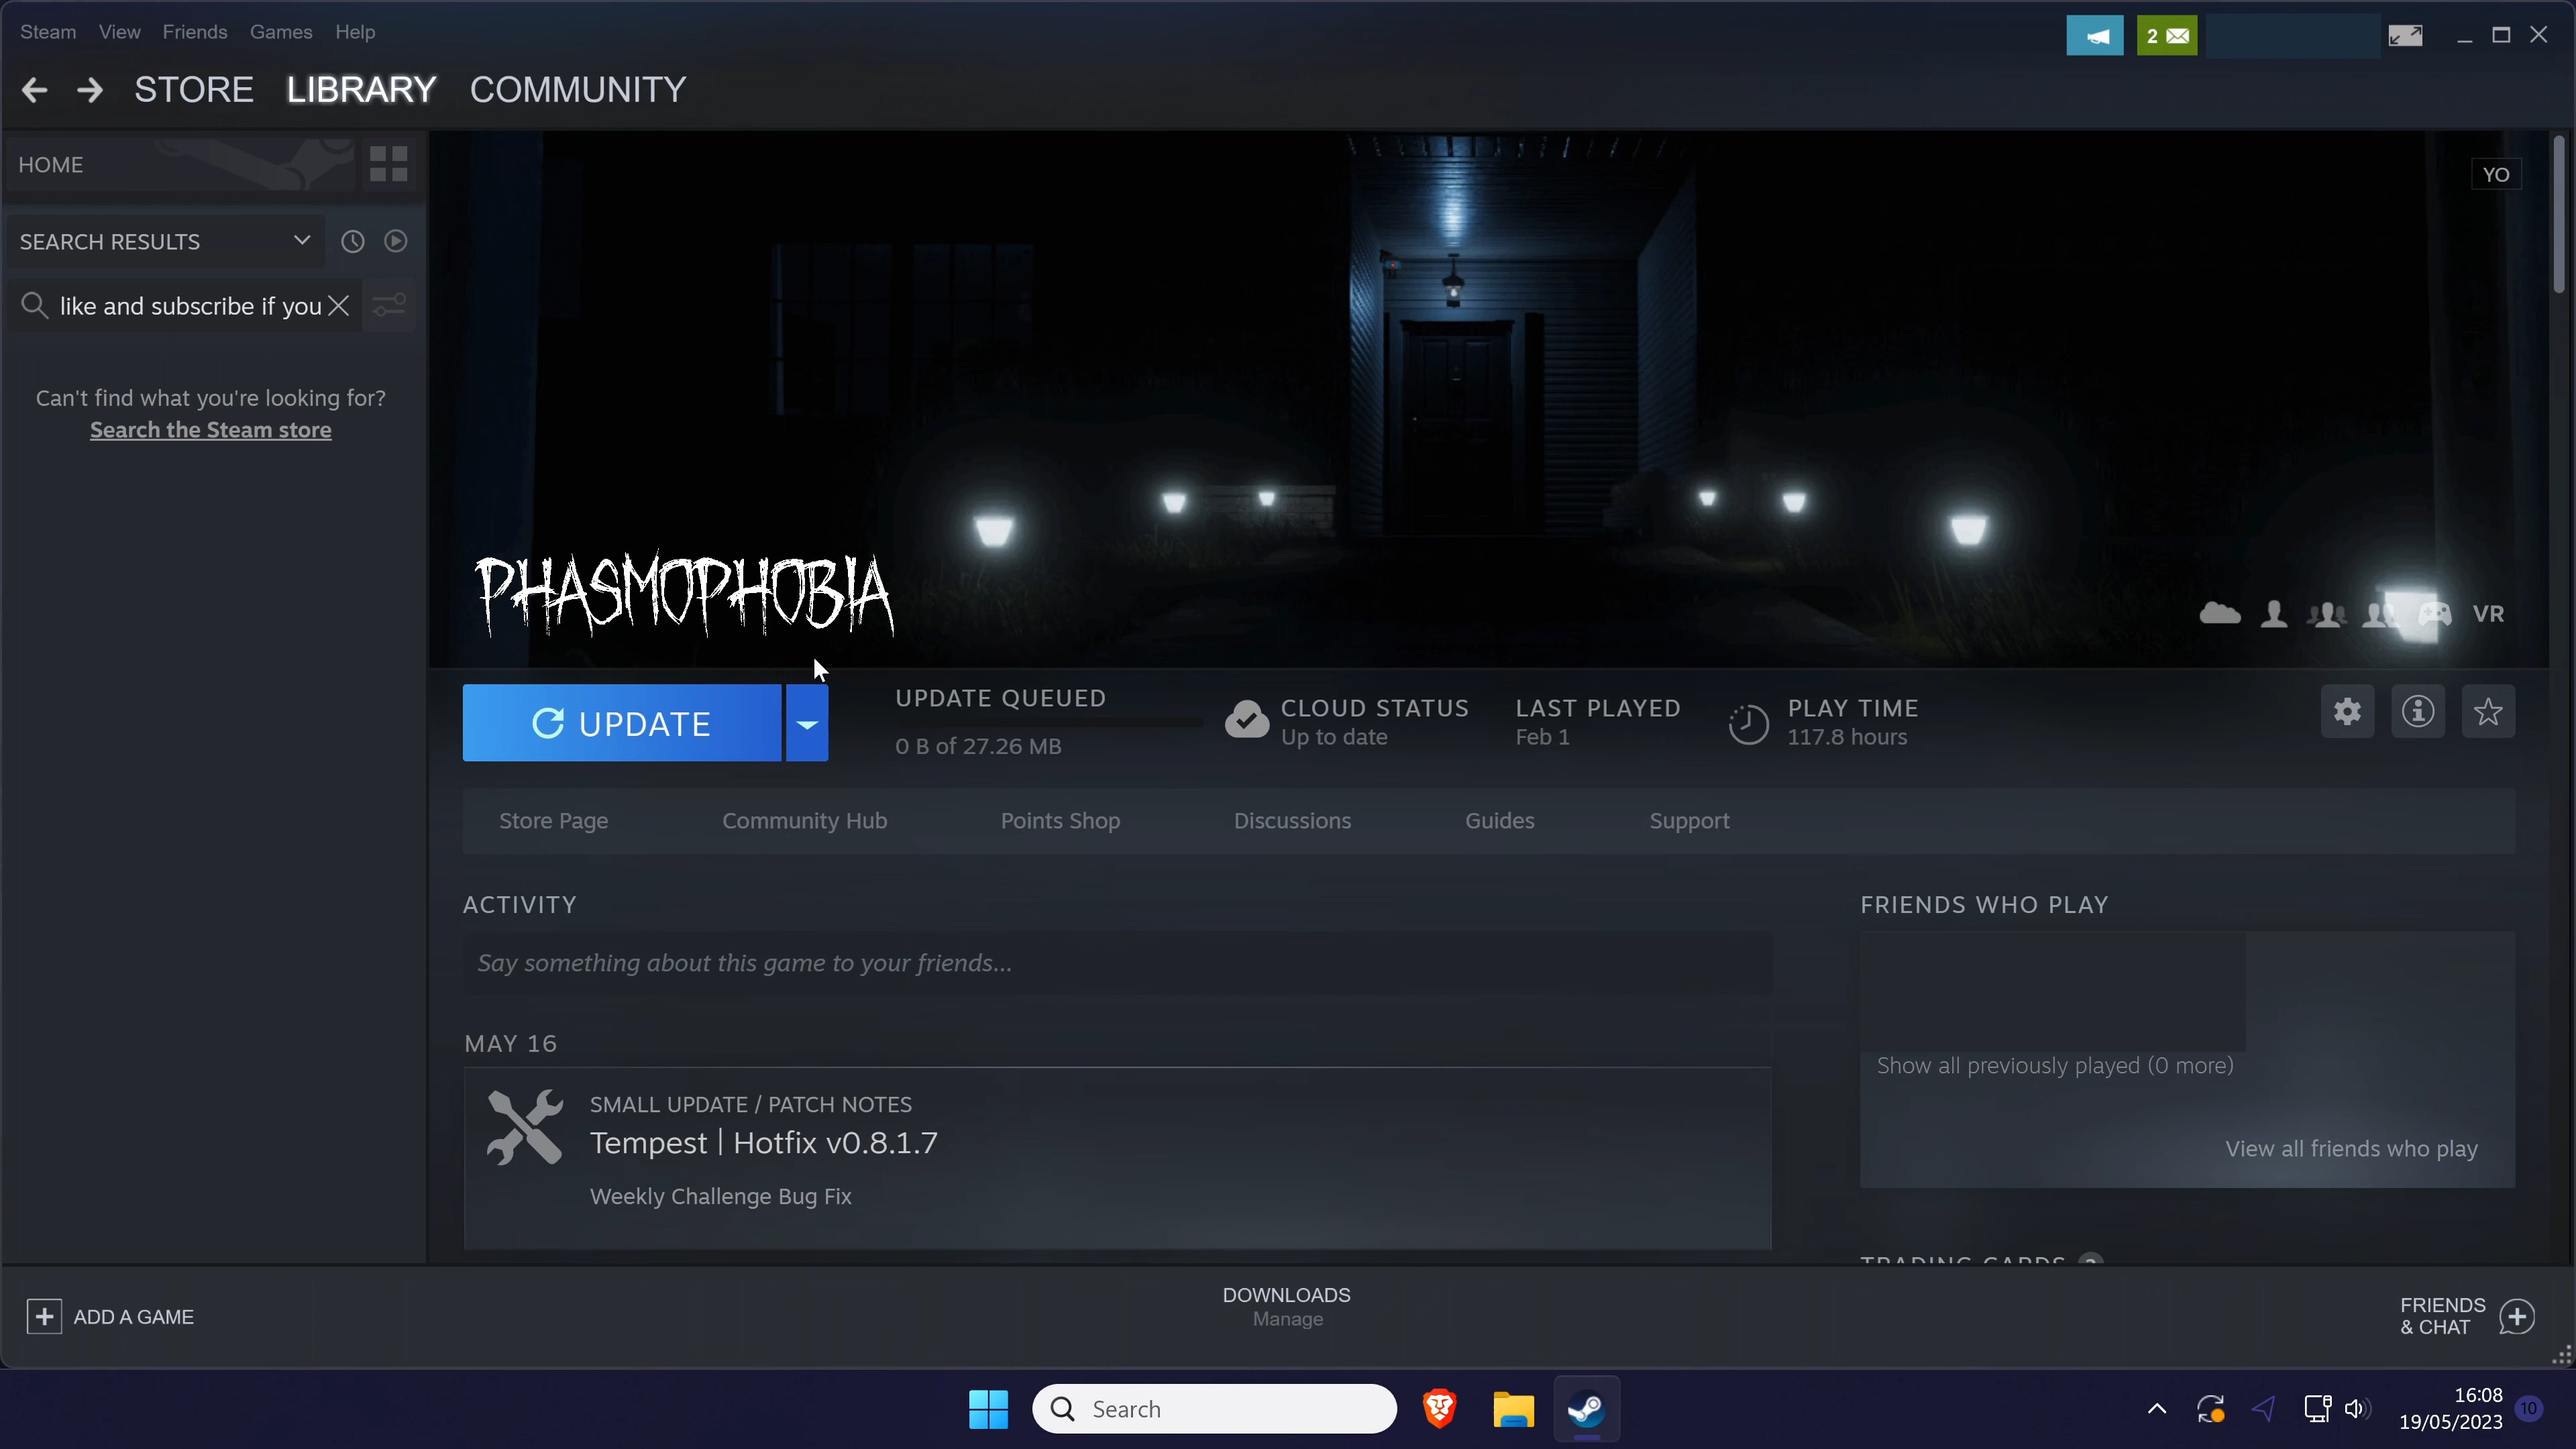 Steam View Friends Games Help
2
STORE LIBRARY COMMUNITY
HOME
YO
SEARCH RESULTS
like and subscribe if you
Can't find what you're looking for?
Search the Steam store
PHASMOPHOBIA
VR
UPDATE
UPDATE QUEUED
0 B of 27.26 MB
CLOUD STATUS
Up to date
LAST PLAYED
Feb 1
PLAY TIME
117.8 hours
Store Page Community Hub Points Shop Discussions Guides Support
ACTIVITY
Say something about this game to your friends...
MAY 16
SMALL UPDATE / PATCH NOTES
Tempest | Hotfix v0.8.1.7
Weekly Challenge Bug Fix
FRIENDS WHO PLAY
Show all previously played (0 more)
View all friends who play
TRADING CARDS ?
ADD A GAME
DOWNLOADS
Manage
FRIENDS
& CHAT
Search
16:08
19/05/2023
10